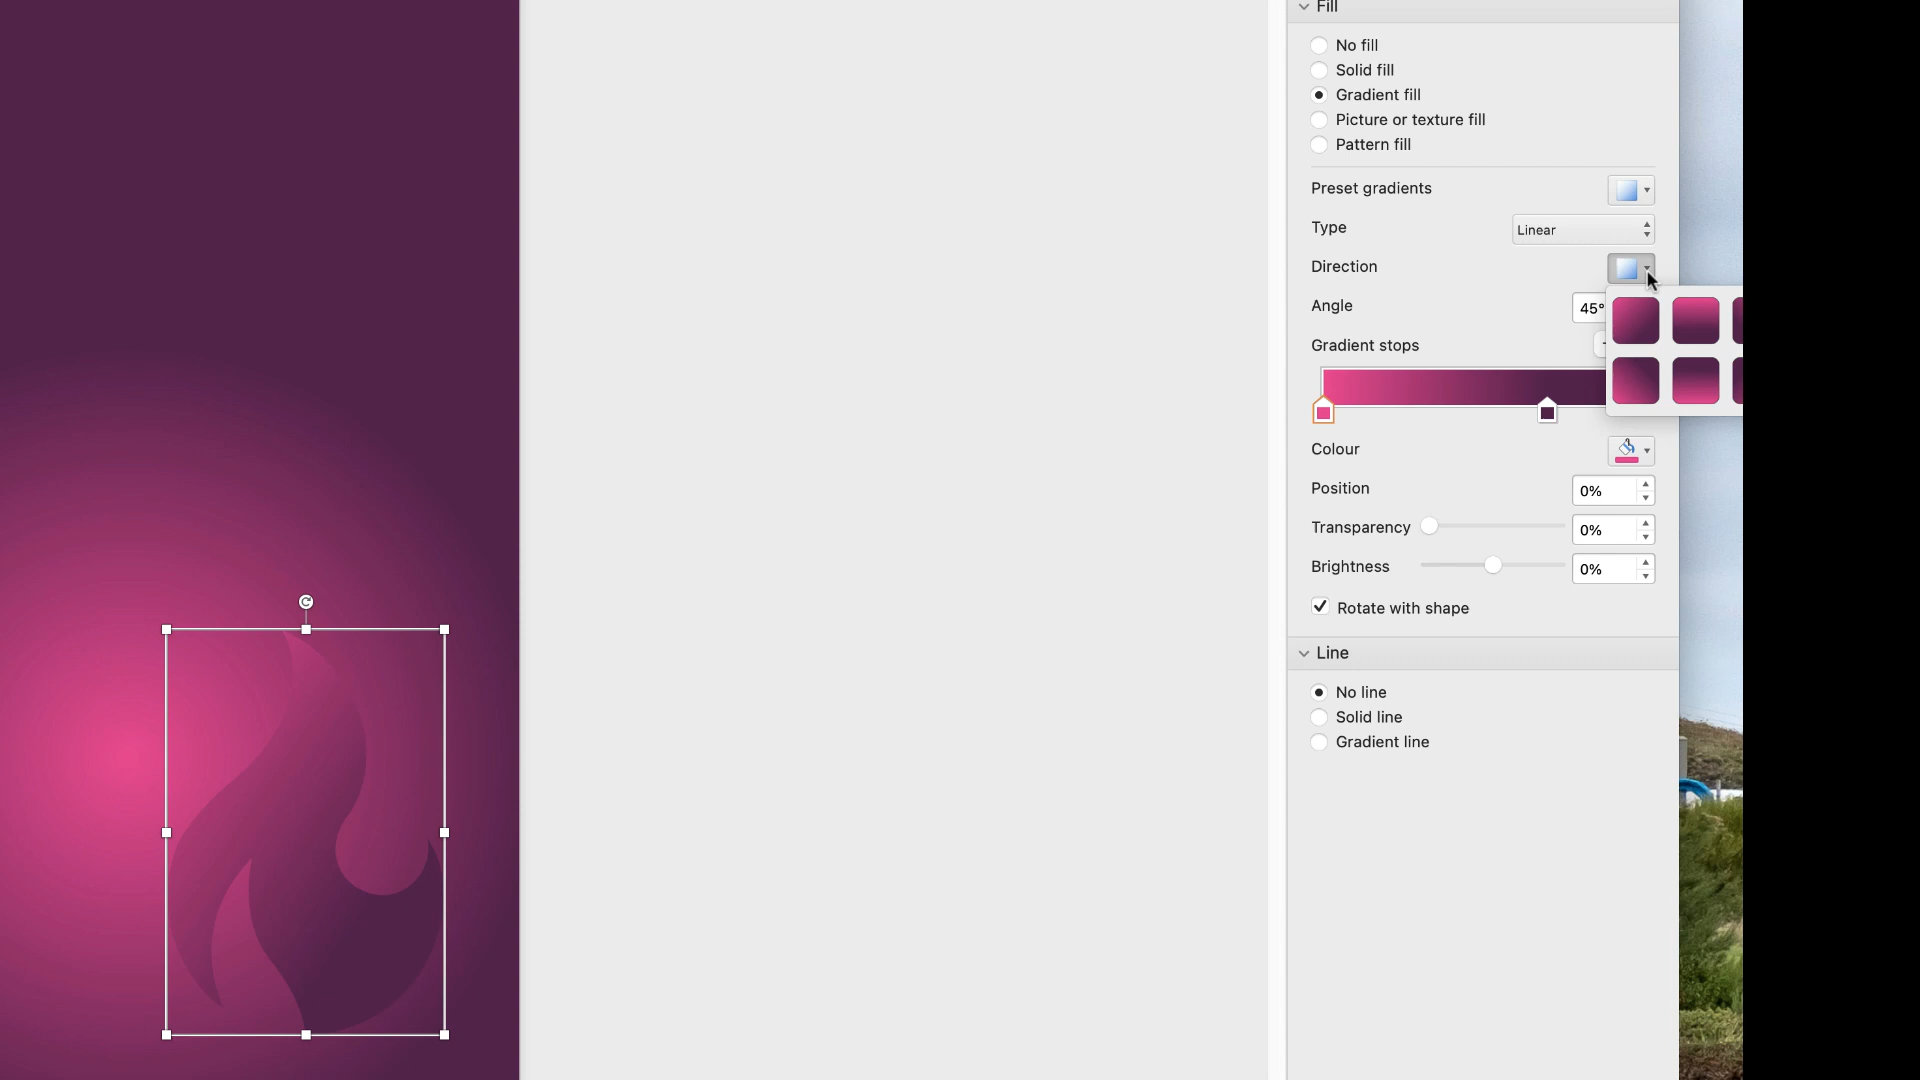 Fill
No fill
Solid fill
Gradient fill
Picture or texture fill
Pattern fill
Preset gradients
Type
Linear
Direction
Angle
45°
Gradient stops
Colour
Position
0%
Transparency
0%
Brightness
0%
Rotate with shape
Line
No line
Solid line
Gradient line